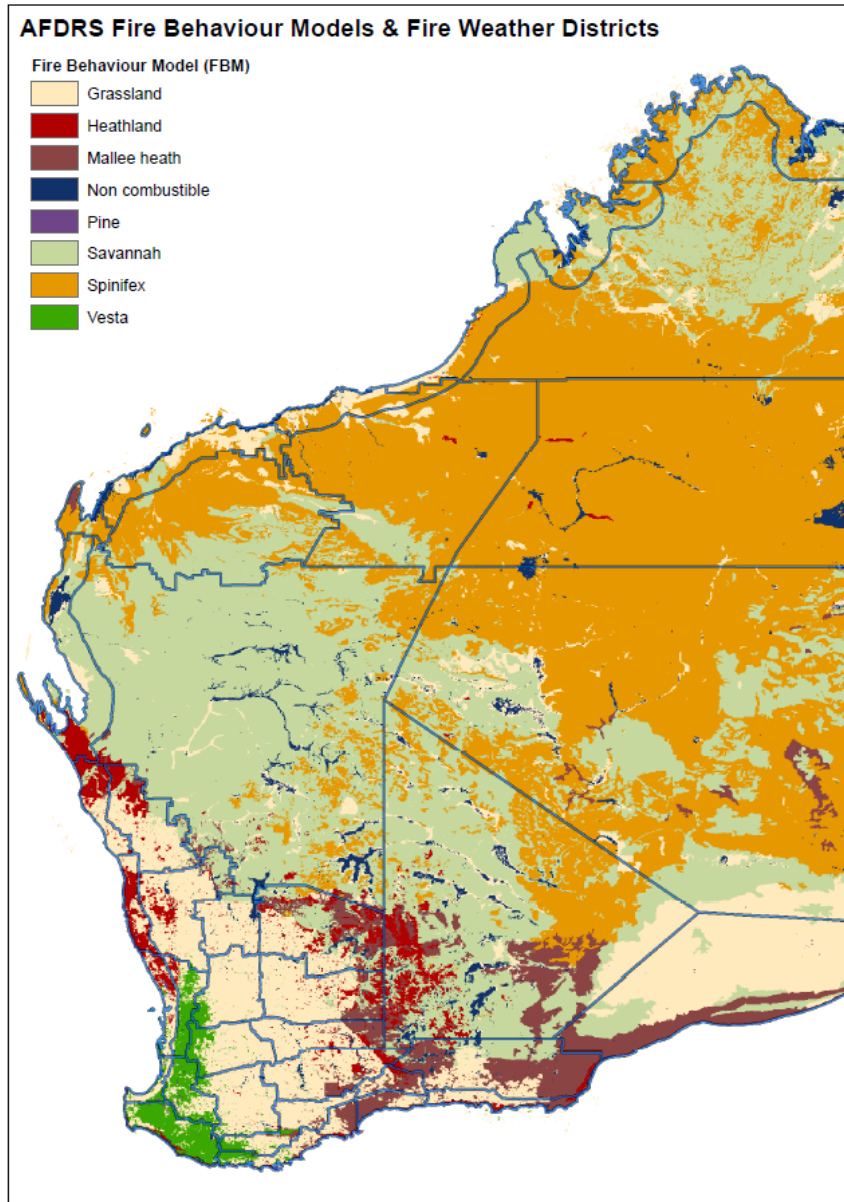 AFDRS Fire Behaviour Models & Fire Weather Districts
Fire Behaviour Model (FBM)
Grassland
Heathland
Mallee heath
Non combustible
Pine
Savannah
Spinifex
Vesta